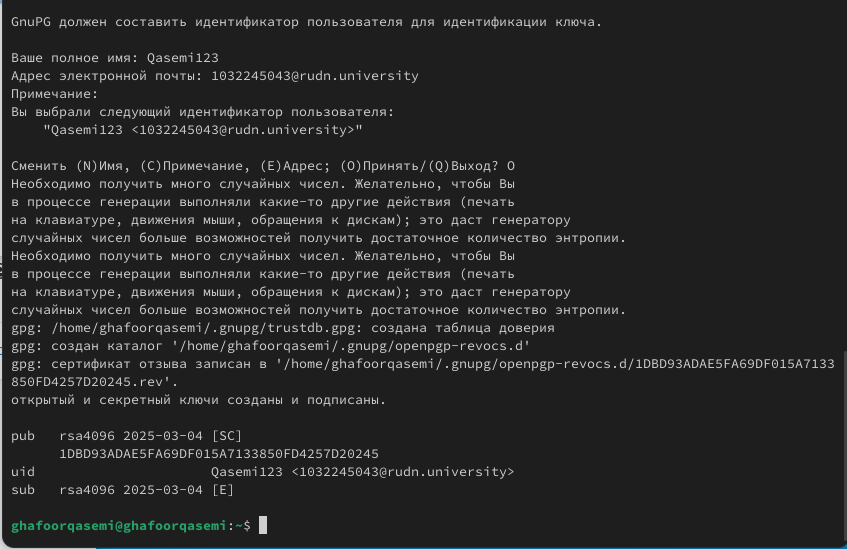 GnuPG должен составить идентификатор пользователя для идентификации ключа.
Ваше полное имя: Qasemi123
Адрес электронной почты: 1032245043@rudn.university
Примечание:
Вы выбрали следующий идентификатор пользователя:
"Qasemi123 <1032245043@rudn.university>"
Сменить (N)Имя, (C)Примечание, (E)Адрес; (O)Принять/(Q)Выход? O
Необходимо получить много случайных чисел. Желательно, чтобы Вы
в процессе генерации выполняли какие-то другие действия (печать
на клавиатуре, движения мыши, обращения к дискам); это даст генератору
случайных чисел больше возможностей получить достаточное количество энтропии.
Необходимо получить много случайных чисел. Желательно, чтобы Вы
в процессе генерации выполняли какие-то другие действия (печать
на клавиатуре, движения мыши, обращения к дискам); это даст генератору
случайных чисел больше возможностей получить достаточное количество энтропии.
gpg: /home/ghafoorqasemi/.gnupg/trustdb.gpg: создана таблица доверия
gpg: создан каталог '/home/ghafoorqasemi/.gnupg/openpgp-revocs.d'
gpg: сертификат отзыва записан в '/home/ghafoorqasemi/.gnupg/openpgp-revocs.d/1DBD93ADAE5FA69DF015A7133
850FD4257D20245.rev'.
открытый и секретный ключи созданы и подписаны.
pub   rsa4096 2025-03-04 [SC]
1DBD93ADAE5FA69DF015A7133850FD4257D20245
uid                      Qasemi123 <1032245043@rudn.university>
sub   rsa4096 2025-03-04 [E]
ghafoorqasemi@ghafoorqasemi:~$